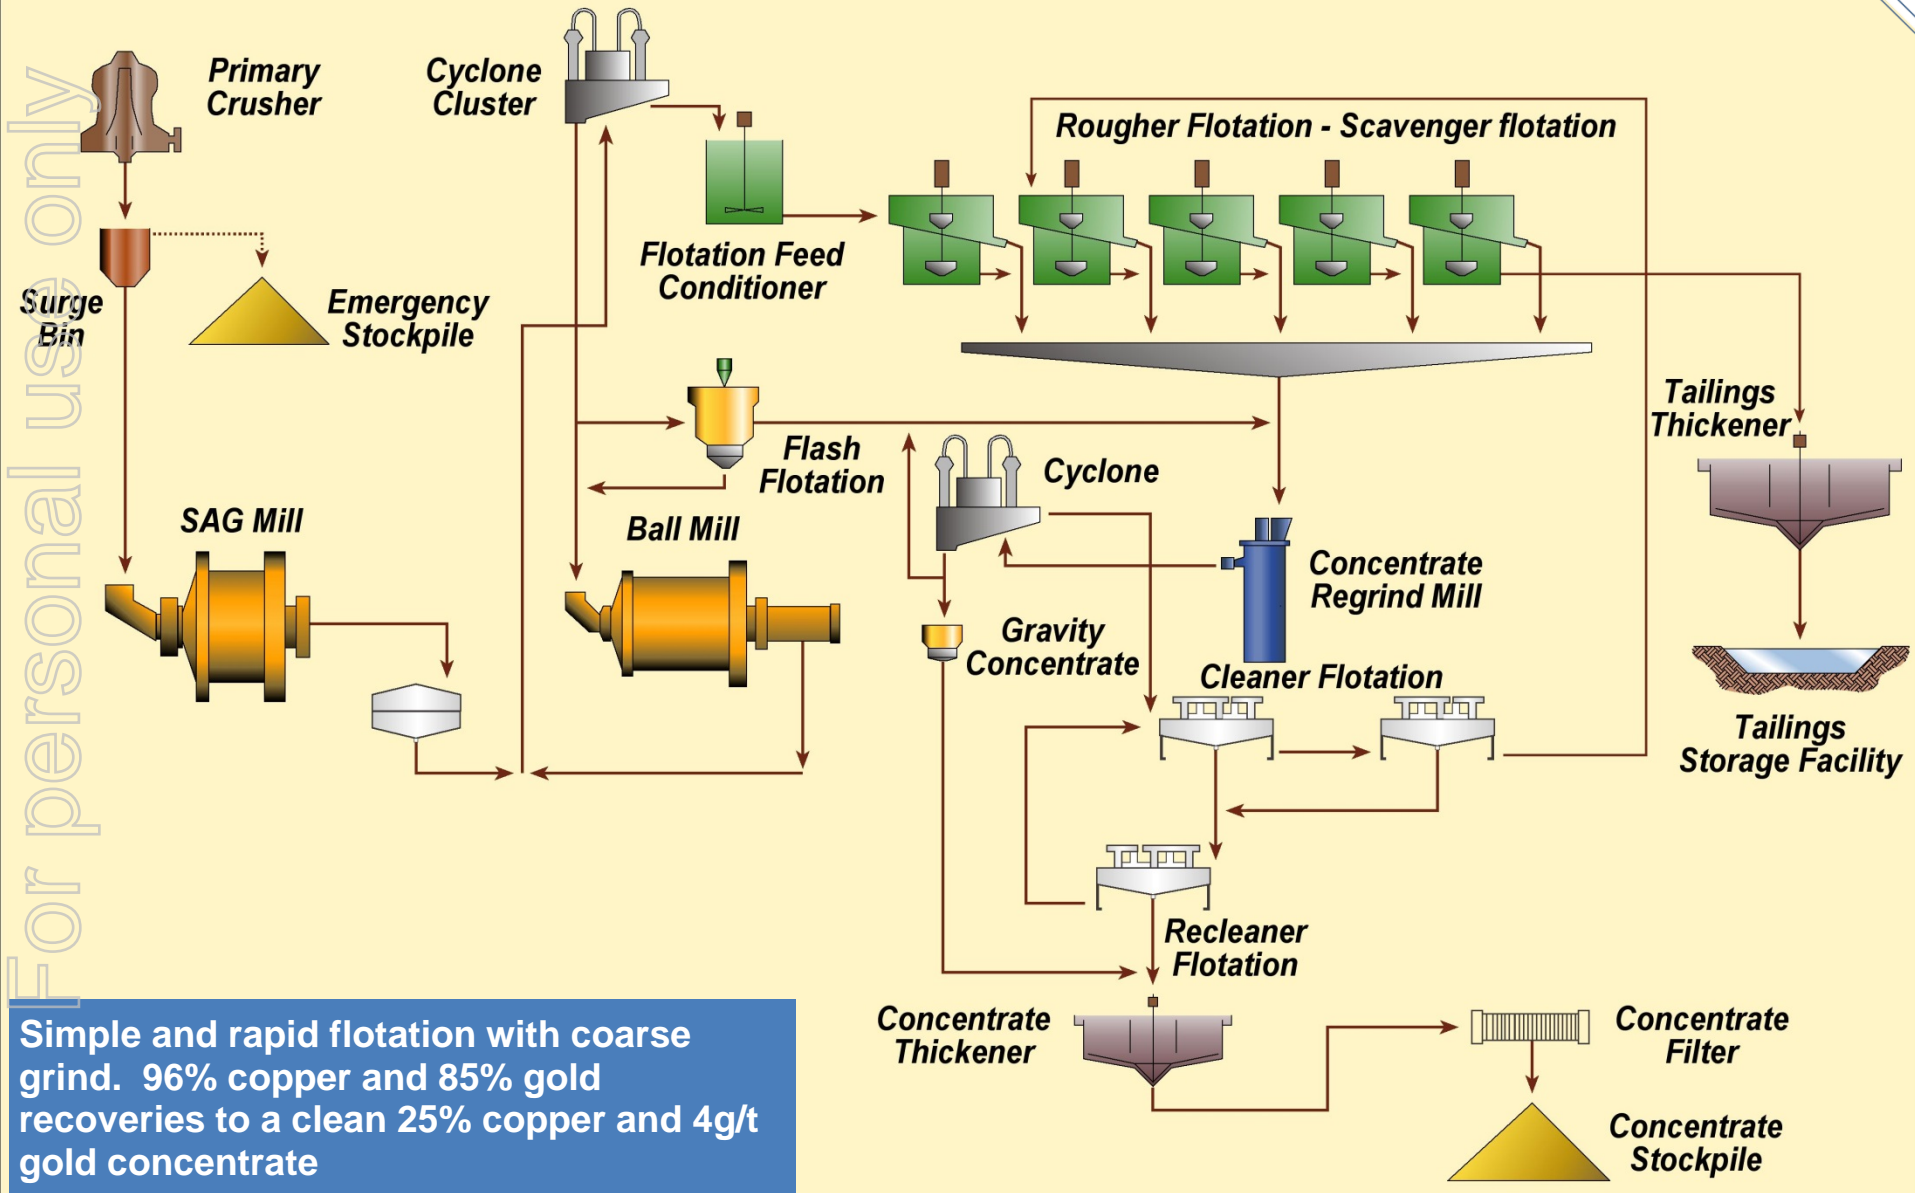 Primary
Crusher
Cyclone
Cluster
Rougher Flotation - Scavenger flotation
Flotation Feed
Conditioner
Surge
Bin
Emergency
Stockpile
Tailings
Thickener
Flash
Flotation
Cyclone
SAG Mill
Ball Mill
Concentrate
Regrind Mill
Gravity
Concentrate
Cleaner Flotation
Tailings
Storage Facility
Recleaner
Flotation
Concentrate
Thickener
Concentrate
Filter
Concentrate
Stockpile
Simple and rapid flotation with coarse
grind.  96% copper and 85% gold
recoveries to a clean 25% copper and 4g/t
gold concentrate
For personal use only